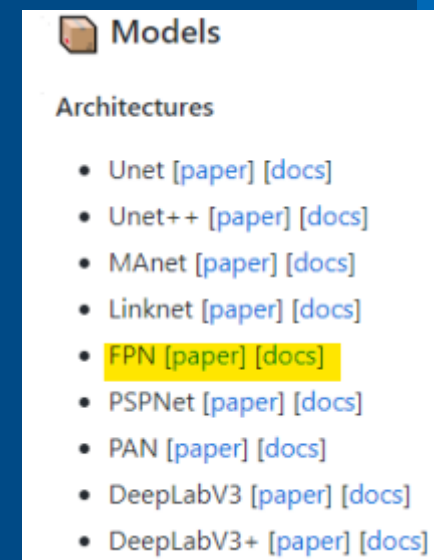 Models
Architectures
Unet [paper] [docs]
Unet++ [paper] [docs]
MAnet [paper] [docs]
Linknet [paper] [docs]
FPN [paper] [docs]
PSPNet [paper] [docs]
PAN [paper] [docs]
DeepLabV3 [paper] [docs]
DeepLabV3+ [paper] [docs]